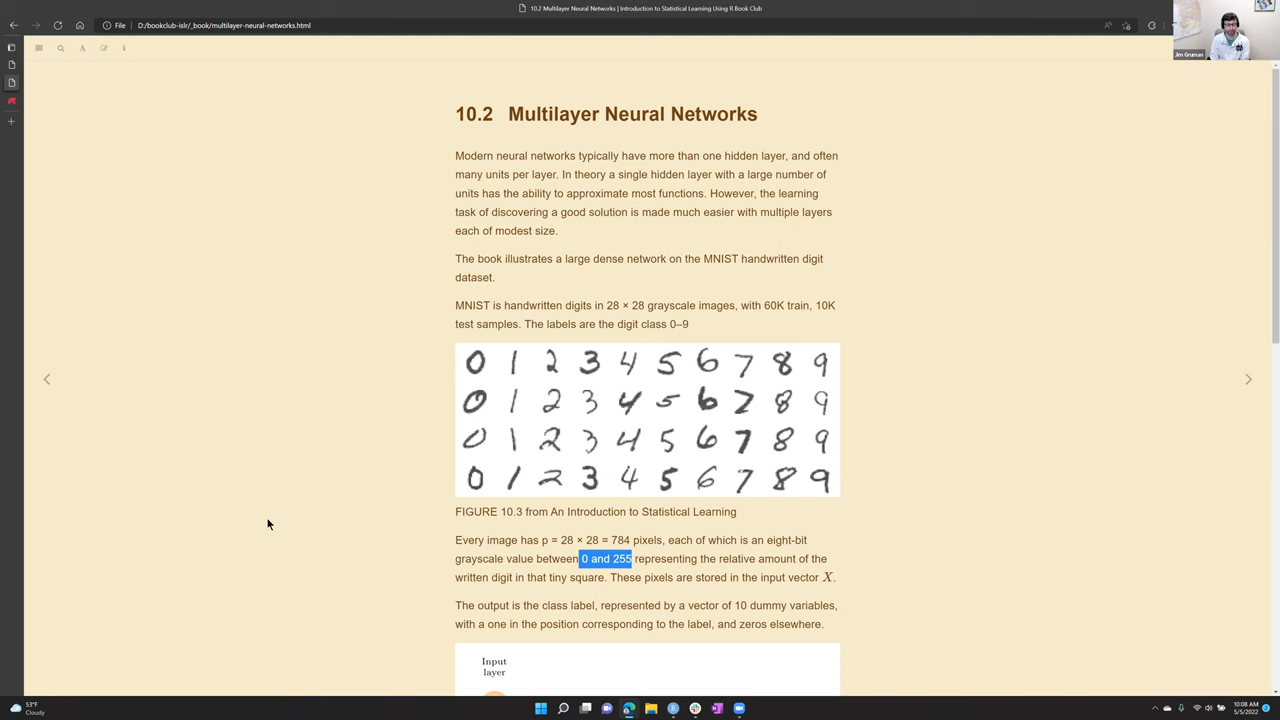 10.2 Multilayer Neural Networks | Introduction to Statistical Learning Using R Book Club
File D:/bookclub-islr/_book/multilayer-neural-networks.html
Jim Gruman
10.2 Multilayer Neural Networks
Modern neural networks typically have more than one hidden layer, and often
many units per layer. In theory a single hidden layer with a large number of
units has the ability to approximate most functions. However, the learning
task of discovering a good solution is made much easier with multiple layers
each of modest size.
The book illustrates a large dense network on the MNIST handwritten digit
dataset.
MNIST is handwritten digits in 28 × 28 grayscale images, with 60K train, 10K
test samples. The labels are the digit class 0–9
0 1 2 3 4 5 6 7 8 9
0 1 2 3 4 5 6 7 8 9
0 1 2 3 4 5 6 7 8 9
0 1 2 3 4 5 6 7 8 9
FIGURE 10.3 from An Introduction to Statistical Learning
Every image has p = 28 × 28 = 784 pixels, each of which is an eight-bit
grayscale value between 0 and 255 representing the relative amount of the
written digit in that tiny square. These pixels are stored in the input vector X.
The output is the class label, represented by a vector of 10 dummy variables,
with a one in the position corresponding to the label, and zeros elsewhere.
Input
layer
53°F
Cloudy
10:08 AM
5/5/2022